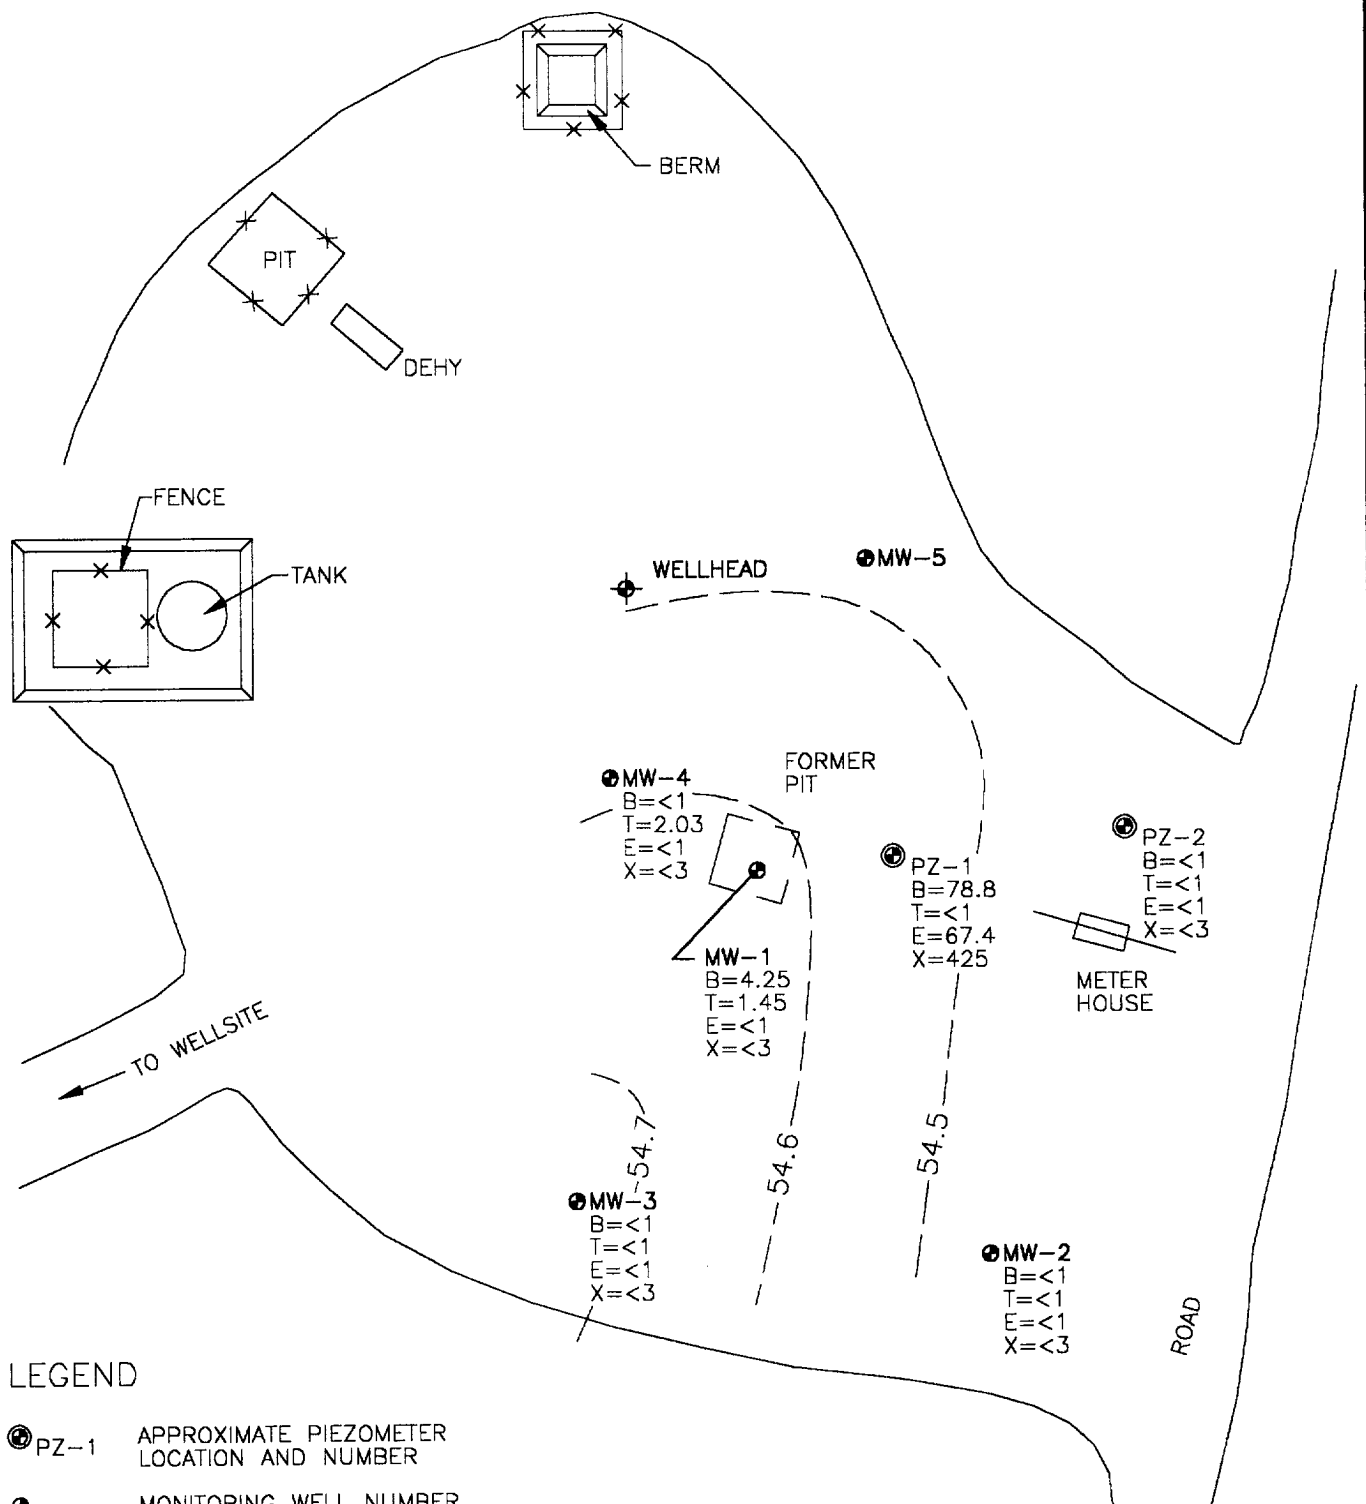 BERM
PIT
DEHY
FENCE
TANK
WELLHEAD
MW-5
FORMER
PIT
MW-4
B=<1
T=2.03
E=<1
X=<3
PZ-1
B=78.8
T=<1
E=67.4
X=425
PZ-2
B=<1
T=<1
E=<1
X=<3
MW-1
B=4.25
T=1.45
E=<1
X=<3
METER
HOUSE
TO WELLSITE
54.7
54.6
54.5
MW-3
B=<1
T=<1
E=<1
X=<3
MW-2
B=<1
T=<1
E=<1
X=<3
ROAD
LEGEND
PZ-1 APPROXIMATE PIEZOMETER
LOCATION AND NUMBER
MONITORING WELL NUMBER